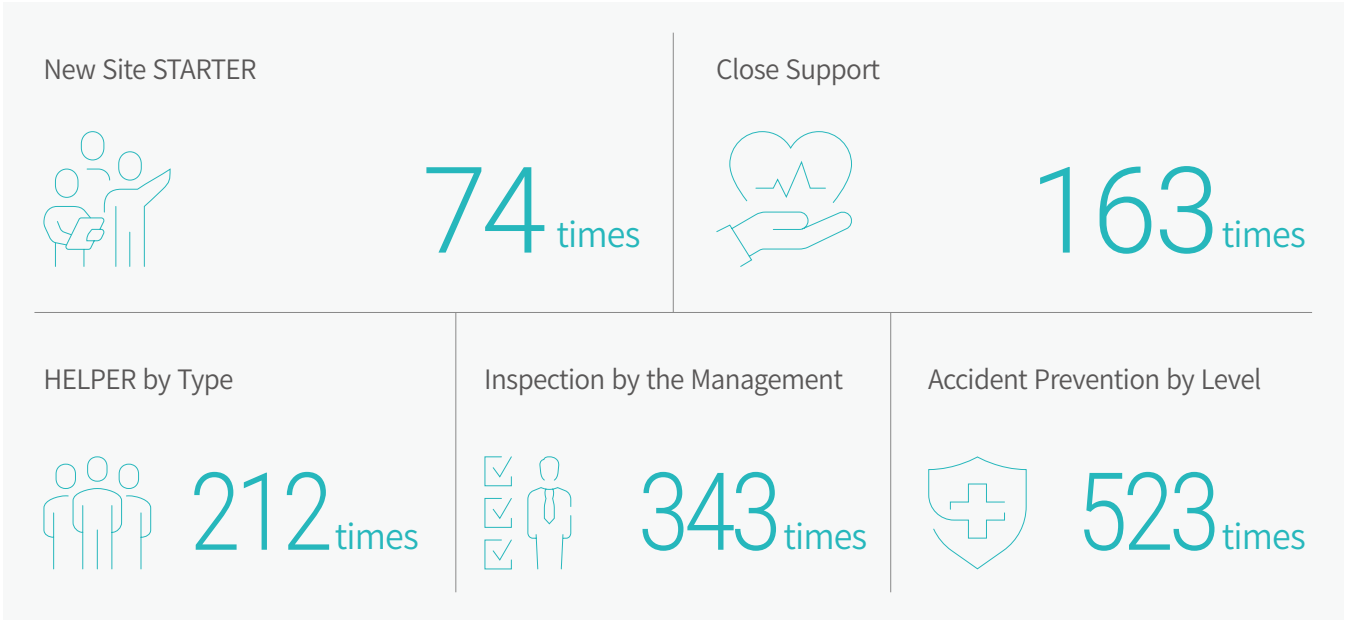 New Site STARTER
74 times
Close Support
163 times
HELPER by Type
212 times
Inspection by the Management
343 times
Accident Prevention by Level
523 times